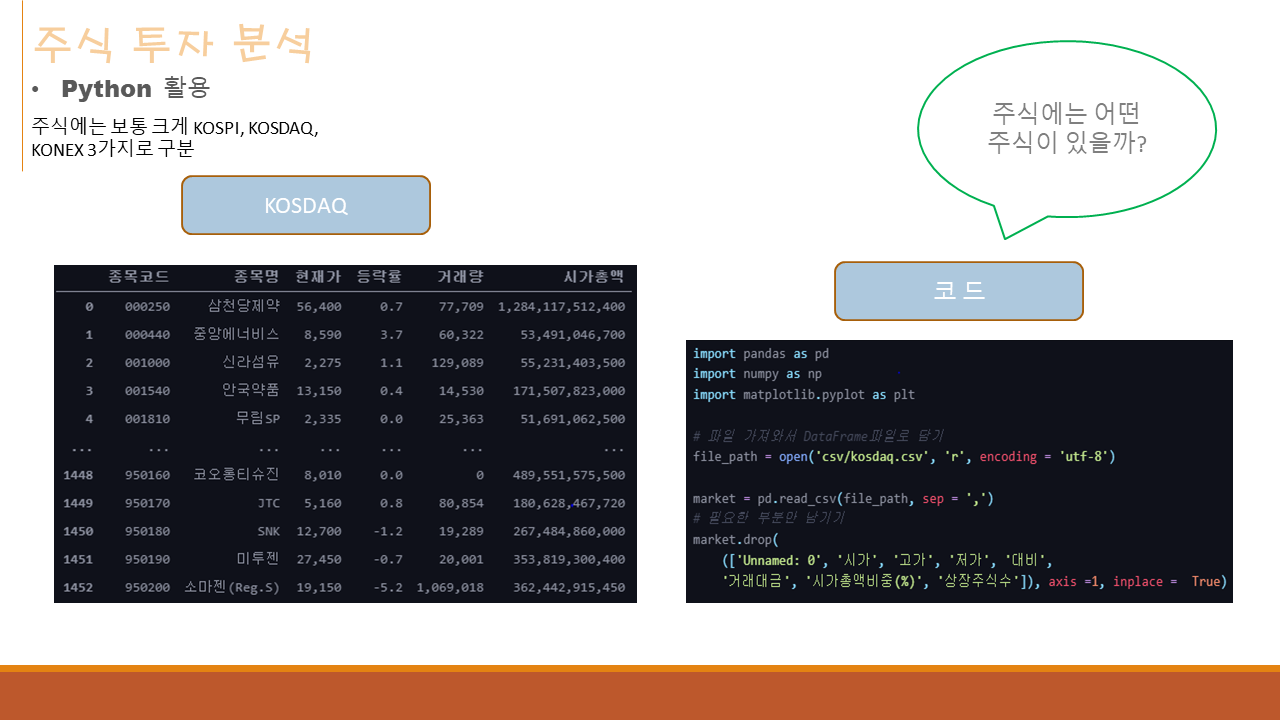 주식 투자 분석
• Python 활용
주식에는 보통 크게 KOSPI, KOSDAQ,
KONEX 3가지로 구분
주식에는 어떤
주식이 있을까?
KOSDAQ
종목코드 종목명 현재가 등락률 거래량 시가총액
0 000250 삼천당제약 56,400 0.7 77,709 1,284,117,512,400
1 000440 중앙에너비스 8,590 3.7 60,322 53,491,046,700
2 001000 신라섬유 2,275 1.1 129,089 55,231,403,500
3 001540 안국약품 13,150 0.4 14,530 171,507,823,000
4 001810 무림SP 2,335 0.0 25,363 51,691,062,500
... ... ... ... ... ... ...
1448 950160 코오롱티슈진 8,010 0.0 0 489,551,575,500
1449 950170 JTC 5,160 0.8 80,854 180,628,467,720
1450 950180 SNK 12,700 -1.2 19,289 267,484,860,000
1451 950190 미투젠 27,450 -0.7 20,001 353,819,300,400
1452 950200 소마젠(Reg.S) 19,150 -5.2 1,069,018 362,442,915,450
코 드
import pandas as pd
import numpy as np
import matplotlib.pyplot as plt
# 파일 가져와서 DataFrame파일로 담기
file_path = open('csv/kosdaq.csv', 'r', encoding = 'utf-8')
market = pd.read_csv(file_path, sep = ',')
# 필요한 부분만 남기기
market.drop(
(['Unnamed: 0', '시가', '고가', '저가', '대비',
'거래대금', '시가총액비중(%)', '상장주식수']), axis =1, inplace = True)